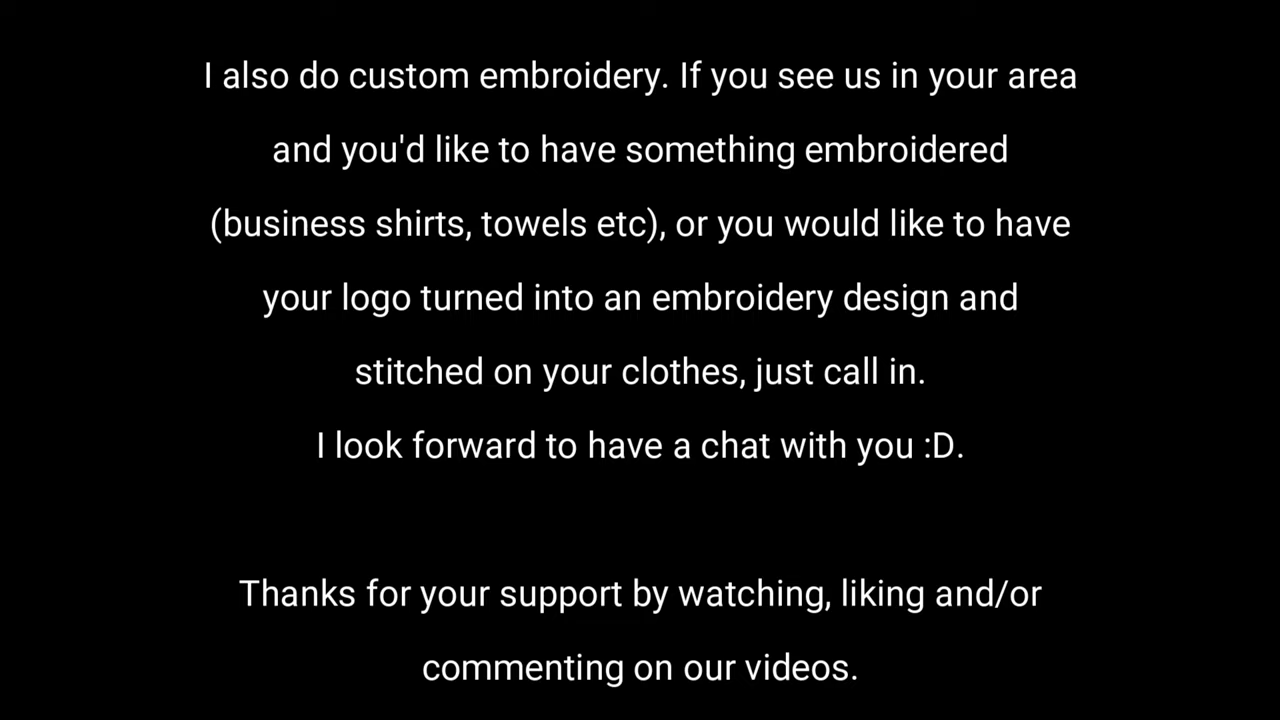 I also do custom embroidery. If you see us in your area
and you'd like to have something embroidered
(business shirts, towels etc), or you would like to have
your logo turned into an embroidery design and
stitched on your clothes, just call in.
I look forward to have a chat with you :D.
Thanks for your support by watching, liking and/or
commenting on our videos.